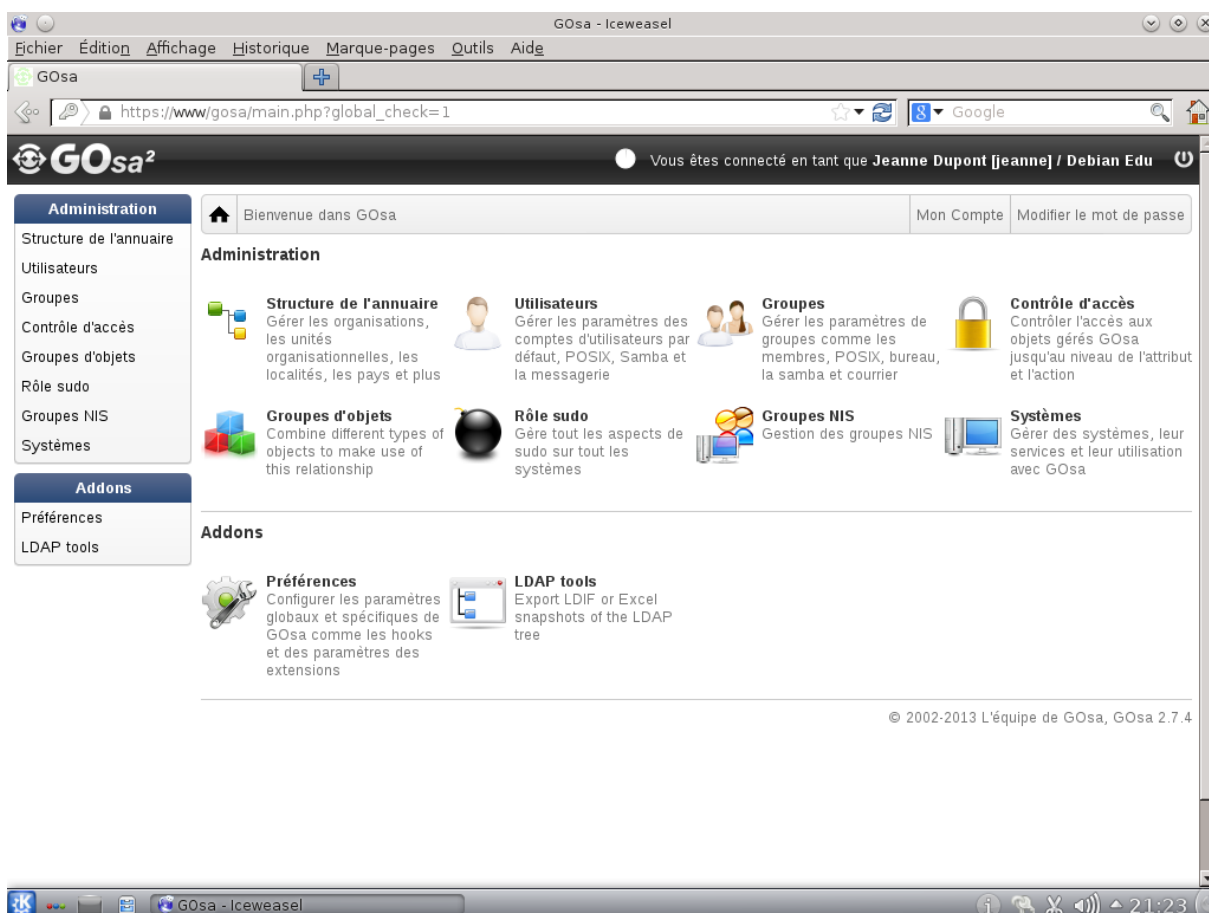 GOsa - Iceweasel
Fichier Édition Affichage Historique Marque-pages Outils Aide
GOsa
https://www/gosa/main.php?global_check=1
Google
GOsa²
Vous êtes connecté en tant que Jeanne Dupont [jeanne] / Debian Edu
Administration
Structure de l'annuaire
Utilisateurs
Groupes
Contrôle d'accès
Groupes d'objets
Rôle sudo
Groupes NIS
Systèmes
Addons
Préférences
LDAP tools
Bienvenue dans GOsa
Mon Compte
Modifier le mot de passe
Administration
Structure de l'annuaire
Gérer les organisations,
les unités
organisationnelles, les
localités, les pays et plus
Utilisateurs
Gérer les paramètres des
comptes d'utilisateurs par
défaut, POSIX, Samba et
la messagerie
Groupes
Gérer les paramètres de
groupes comme les
membres, POSIX, bureau,
la samba et courrier
Contrôle d'accès
Contrôler l'accès aux
objets gérés GOsa
jusqu'au niveau de l'attribut
et l'action
Groupes d'objets
Combine different types of
objects to make use of
this relationship
Rôle sudo
Gère tout les aspects de
sudo sur tout les
systèmes
Groupes NIS
Gestion des groupes NIS
Systèmes
Gérer des systèmes, leur
services et leur utilisation
avec GOsa
Addons
Préférences
Configurer les paramètres
globaux et spécifiques de
GOsa comme les hooks
et des paramètres des
extensions
LDAP tools
Export LDIF or Excel
snapshots of the LDAP
tree
© 2002-2013 L'équipe de GOsa, GOsa 2.7.4
GOsa - Iceweasel
21:23